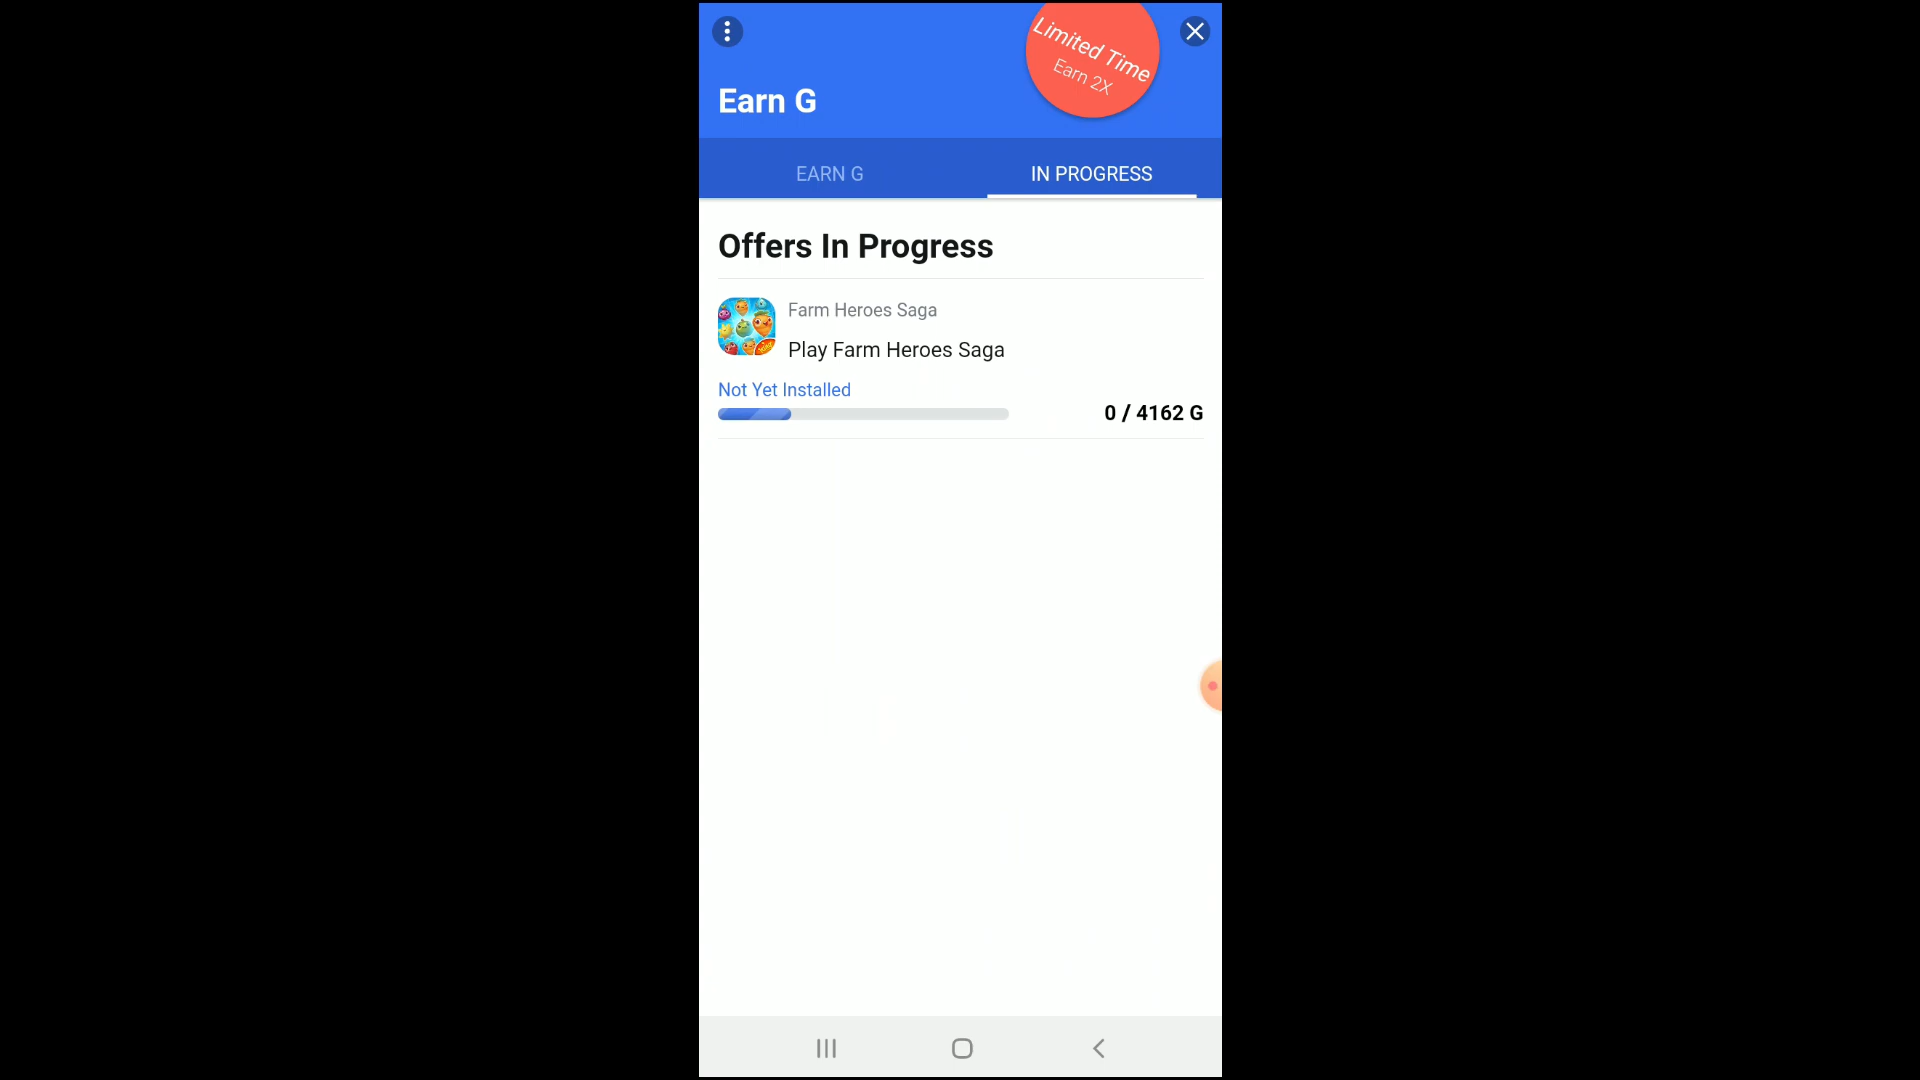 Limited Time
Earn 2X
Earn G
EARN G
IN PROGRESS
Offers In Progress
Farm Heroes Saga
Play Farm Heroes Saga
Not Yet Installed
0 / 4162 G